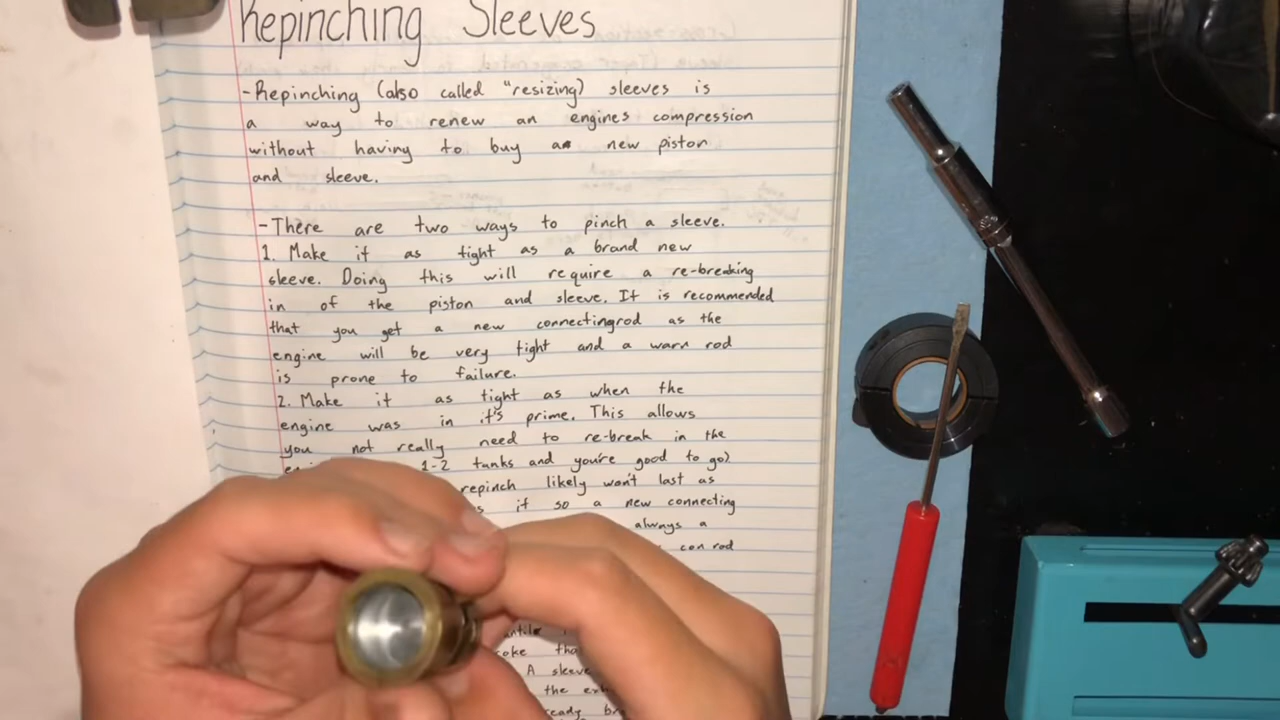 Repinching Sleeves
-Repinching (also called "resizing) sleeves is
a way to renew an engines compression
without having to buy a new piston
and sleeve.
-There are two ways to pinch a sleeve.
1. Make it as tight as a brand new
sleeve. Doing this will require a re-breaking
in of the piston and sleeve. It is recommended
that you get a new connectingrod as the
engine will be very tight and a warn rod
is prone to failure.
2. Make it as tight as when the
engine was in it's prime. This allows
you not really need to re-break in the
1-2 tanks and you're good to go)
repinch likely won't last as
it so a new connecting
always a
con rod
A sleeve
the